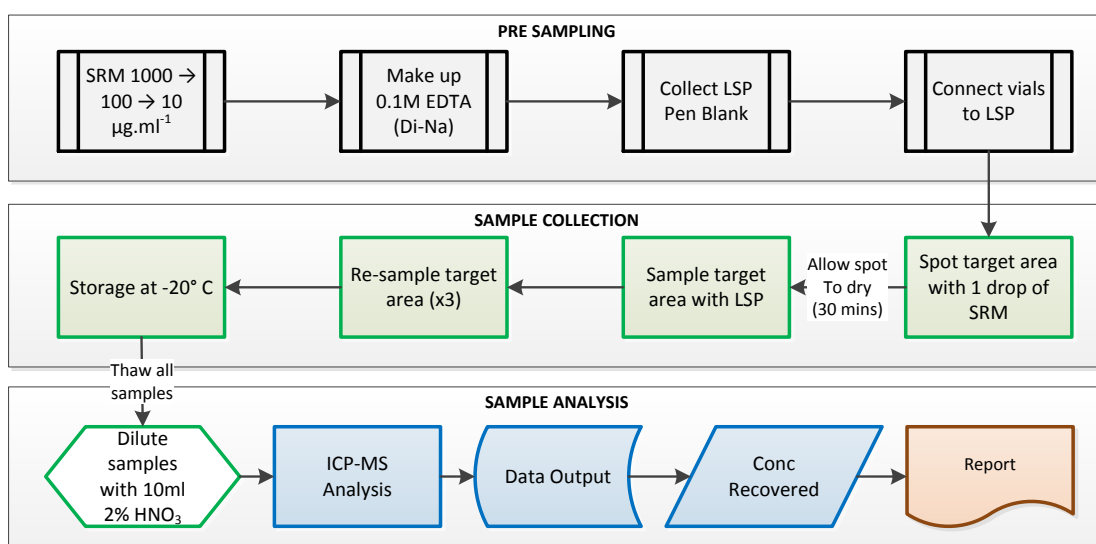 PRE SAMPLING
SRM 1000 →
100 → 10
µg.ml⁻¹
Make up
0.1M EDTA
(Di-Na)
Collect LSP
Pen Blank
Connect vials
to LSP
SAMPLE COLLECTION
Storage at -20° C
Re-sample target
area (x3)
Sample target
area with LSP
Allow spot
To dry
(30 mins)
Spot target area
with 1 drop of
SRM
Thaw all
samples
SAMPLE ANALYSIS
Dilute
samples
with 10ml
2% HNO₃
ICP-MS
Analysis
Data Output
Conc
Recovered
Report